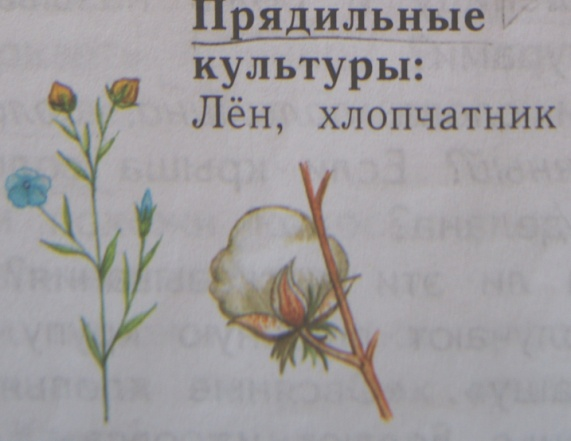 Прядильные
культуры:
Лён, хлопчатник